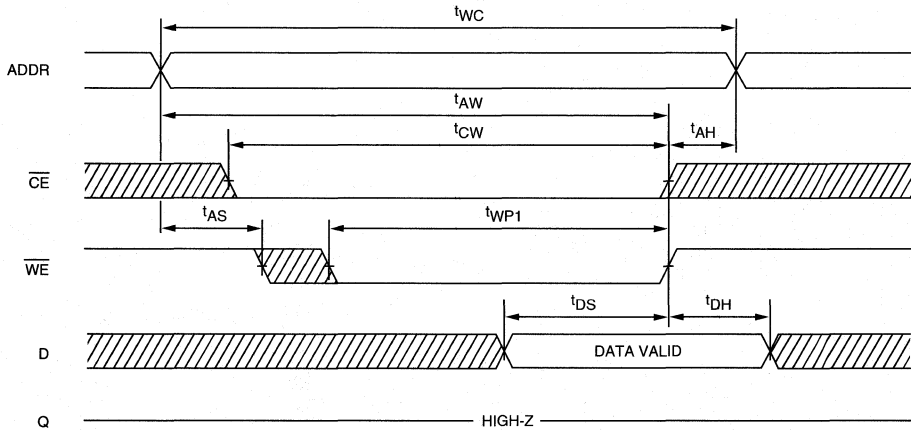 tWC
ADDR
tAW
tCW
tAH
CE
tAS
tWP1
WE
tDS
tDH
D
DATA VALID
Q
HIGH-Z